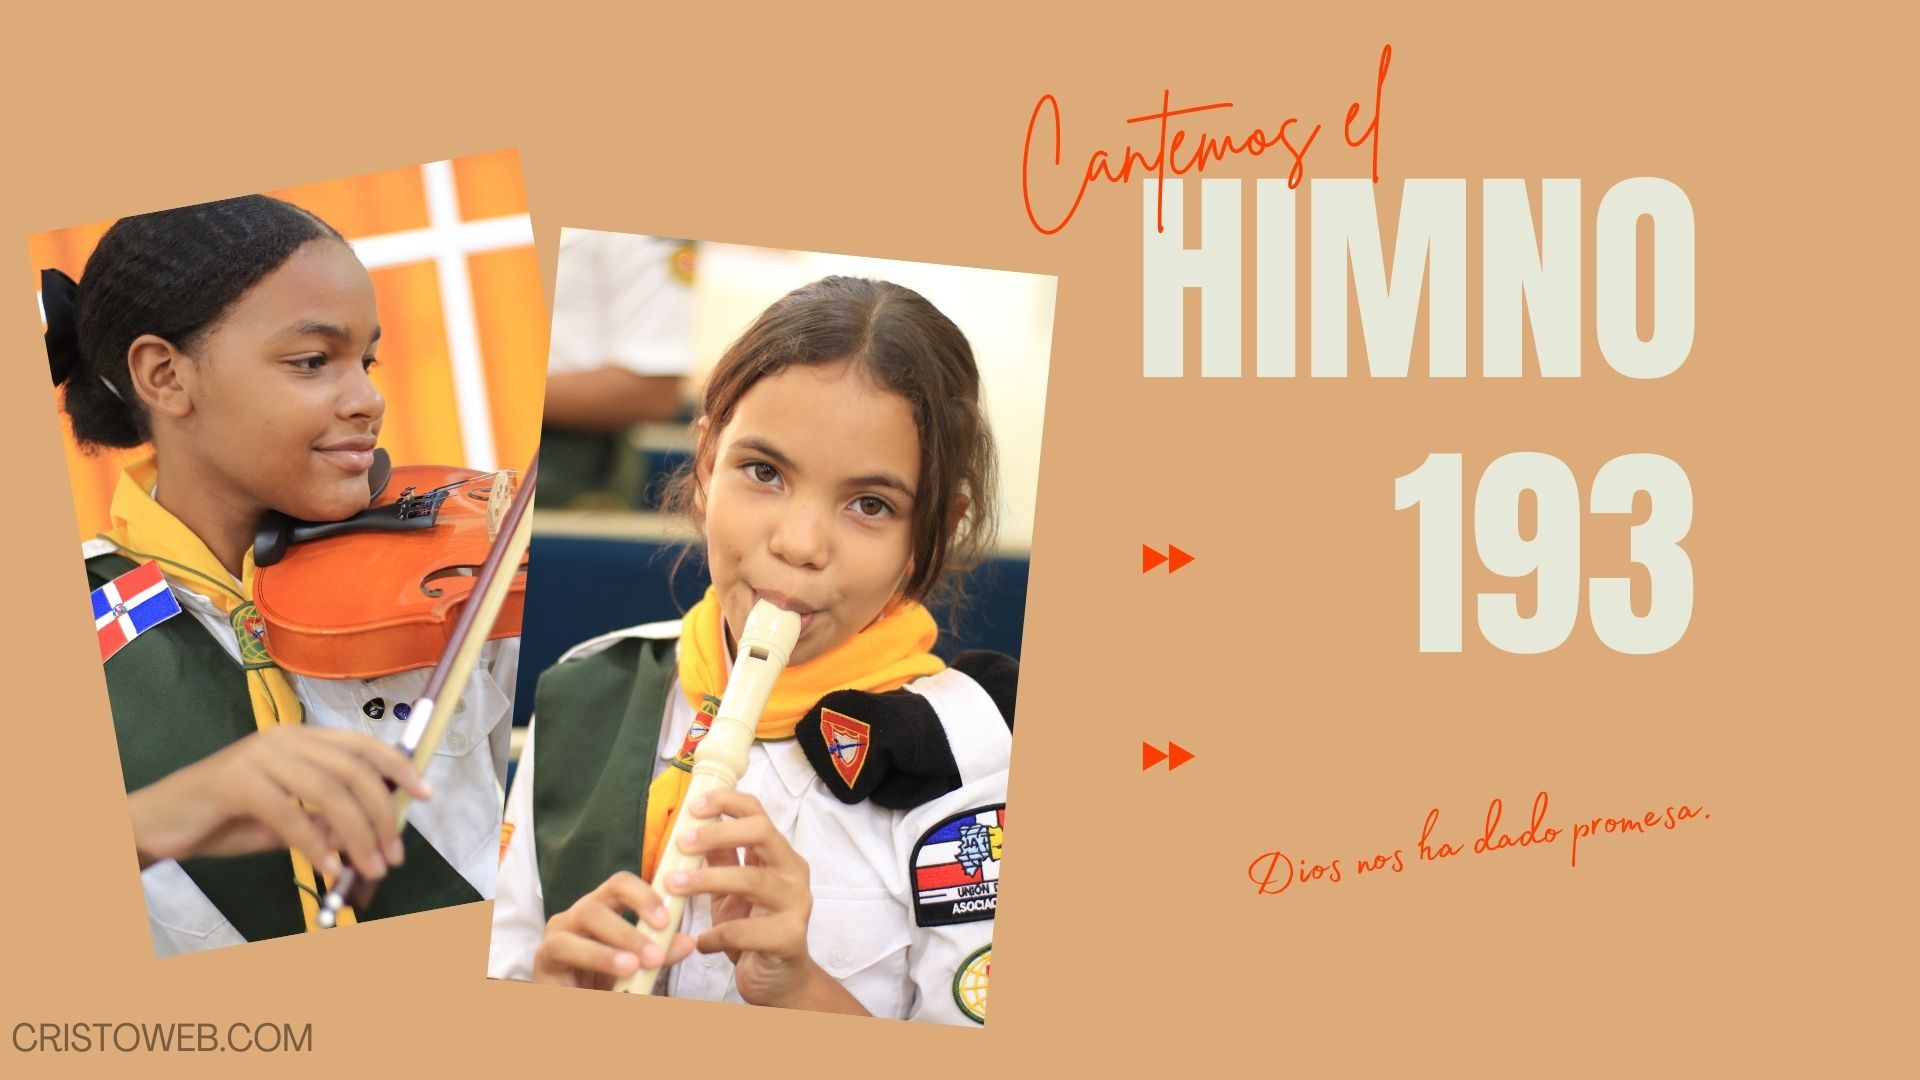 Cantemos el
HIMNO
193
Dios nos ha dado promesa.
UNIÓN
ASOCIAC
CRISTOWEB.COM